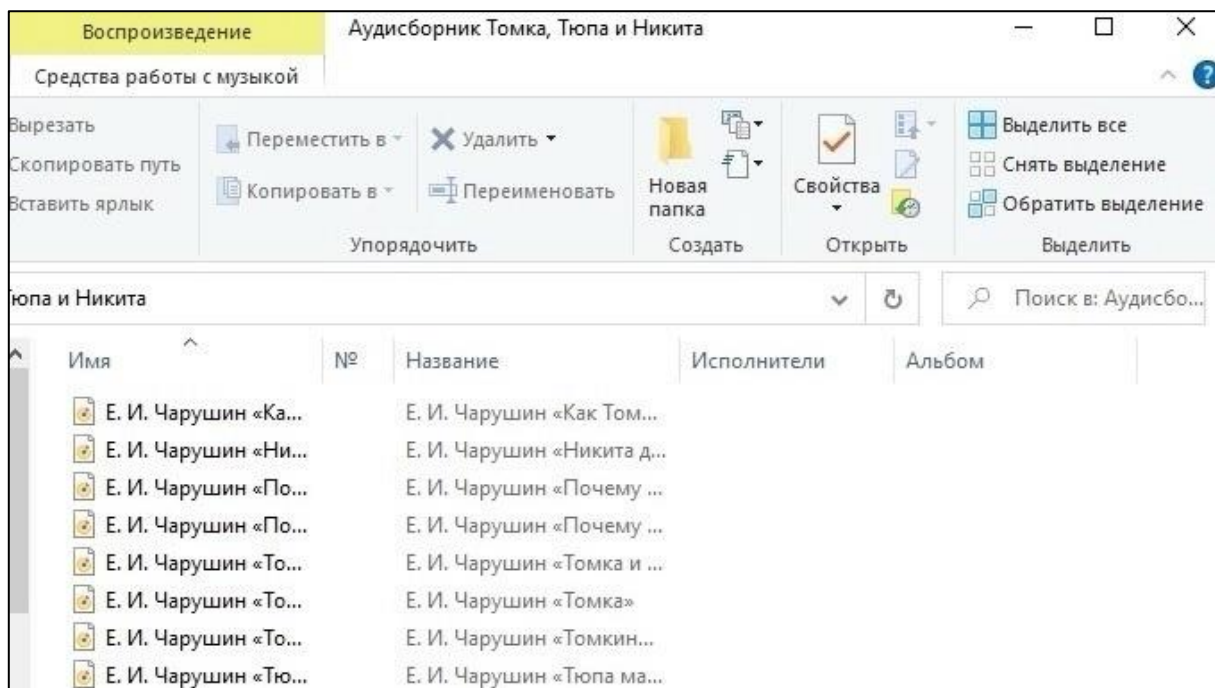 Воспроизведение Аудисборник Томка, Тюпа и Никита
Средства работы с музыкой
Вырезать
Скопировать путь
Вставить ярлык
Переместить в
Копировать в
Удалить
Переименовать
Упорядочить
Новая
папка
Создать
Свойства
Открыть
Выделить все
Снять выделение
Обратить выделение
Выделить
Тюпа и Никита
Поиск в: Аудисбо...
Имя № Название Исполнители Альбом
Е. И. Чарушин «Ка... Е. И. Чарушин «Как Том...
Е. И. Чарушин «Ни... Е. И. Чарушин «Никита д...
Е. И. Чарушин «По... Е. И. Чарушин «Почему ...
Е. И. Чарушин «По... Е. И. Чарушин «Почему ...
Е. И. Чарушин «То... Е. И. Чарушин «Томка и ...
Е. И. Чарушин «То... Е. И. Чарушин «Томка»
Е. И. Чарушин «То... Е. И. Чарушин «Томкин...
Е. И. Чарушин «Тю... Е. И. Чарушин «Тюпа ма...